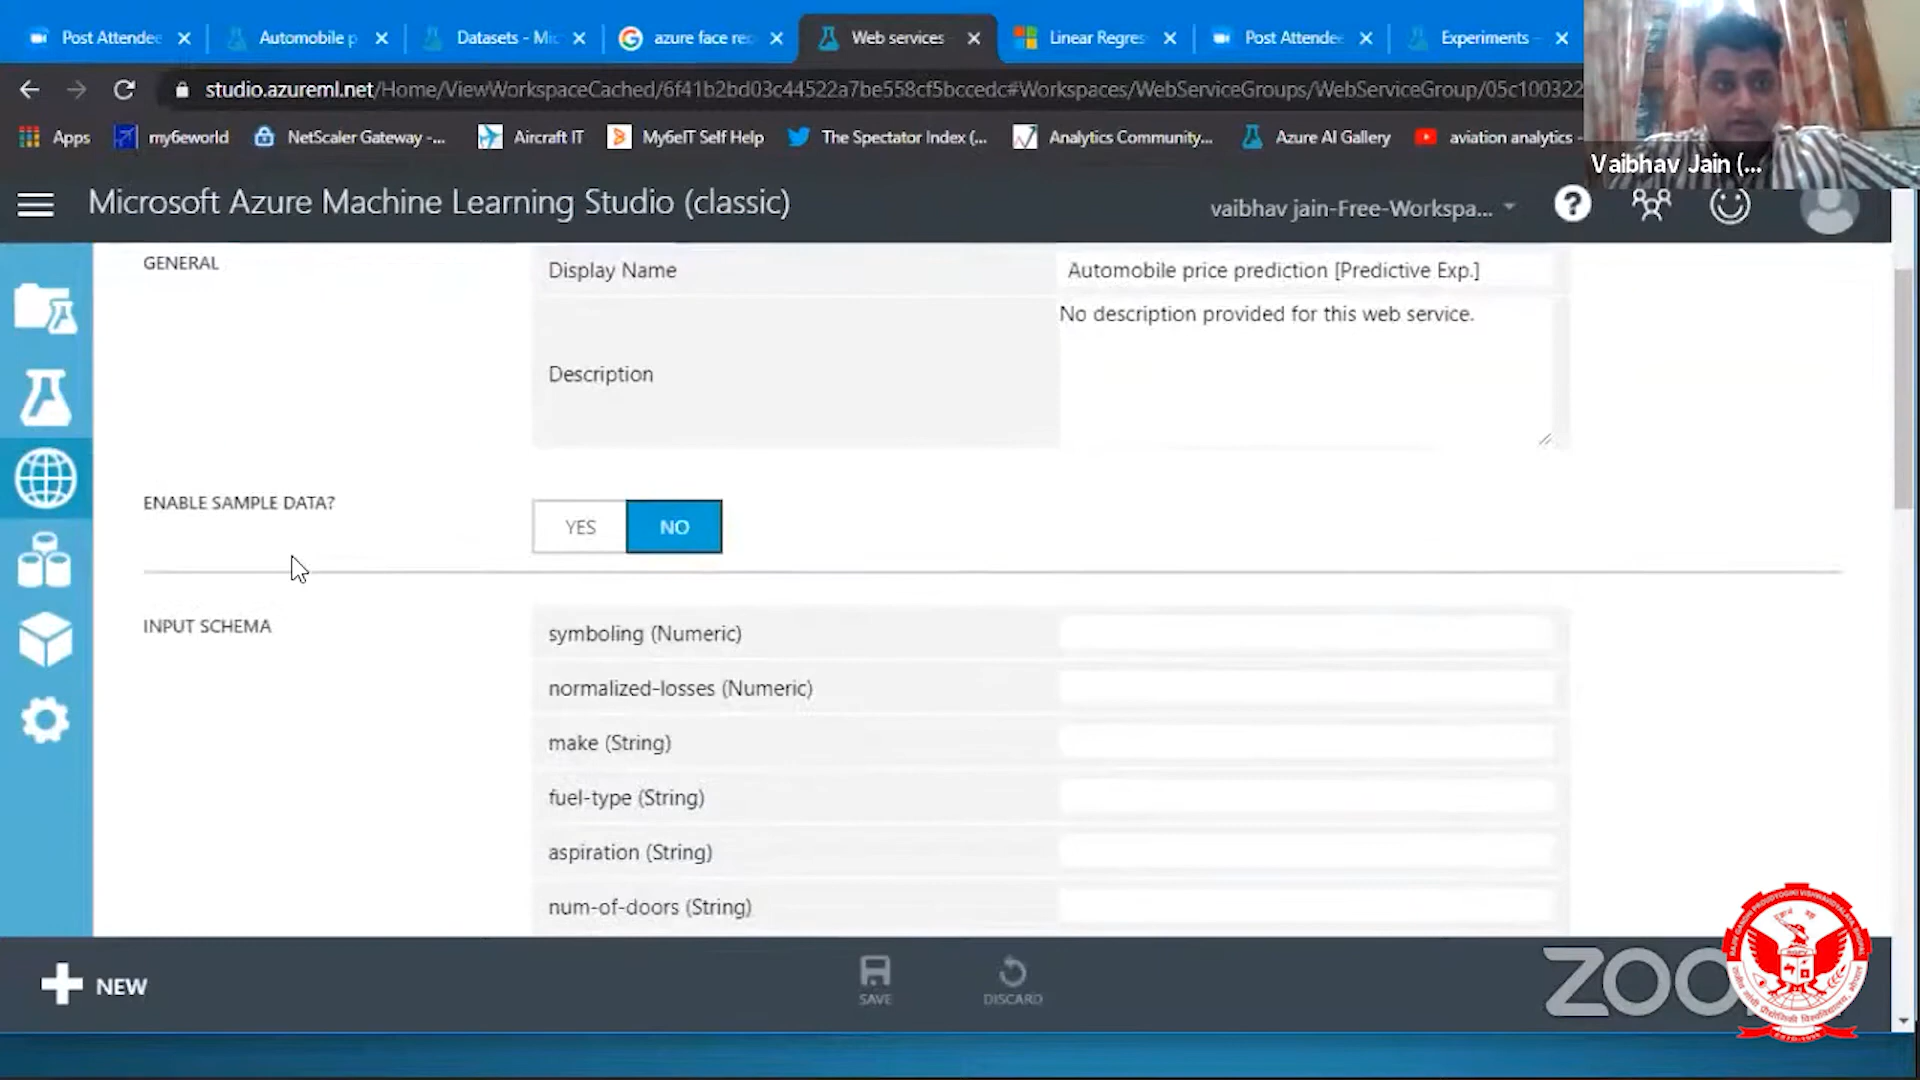 Post Attendee
Automobile p
Datasets - Mic
azure face rec
Web services
Linear Regres
Post Attendee
Experiments -
studio.azureml.net/Home/ViewWorkspaceCached/6f41b2bd03c44522a7be558cf5bccedc#Workspaces/WebServiceGroups/WebServiceGroup/05c100322
Apps
my6eworld
NetScaler Gateway -...
Aircraft IT
My6eIT Self Help
The Spectator Index (...
Analytics Community...
Azure AI Gallery
aviation analytics -
Vaibhav Jain (...
Microsoft Azure Machine Learning Studio (classic)
vaibhav jain-Free-Workspa...
GENERAL
Display Name
Automobile price prediction [Predictive Exp.]
Description
No description provided for this web service.
ENABLE SAMPLE DATA?
YES
NO
INPUT SCHEMA
symboling (Numeric)
normalized-losses (Numeric)
make (String)
fuel-type (String)
aspiration (String)
num-of-doors (String)
NEW
SAVE
DISCARD
ZOO